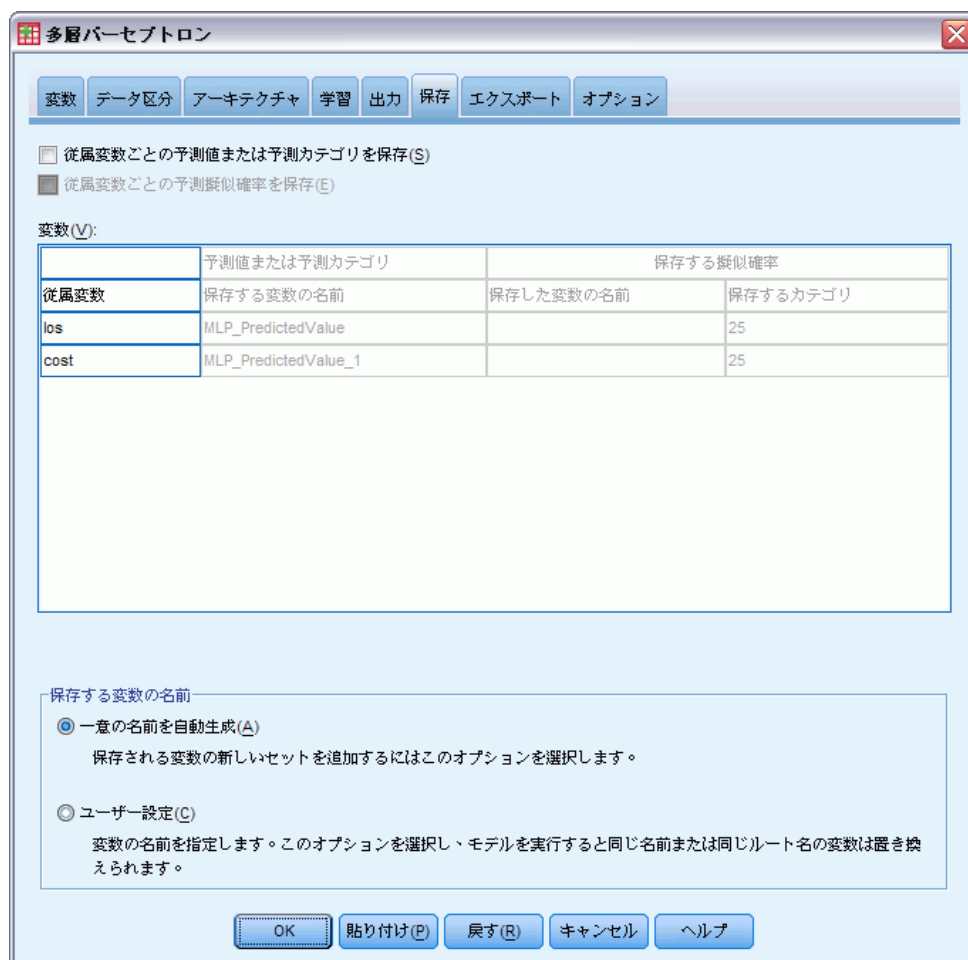 多層パーセプトロン
変数 データ区分 アーキテクチャ 学習 出力 保存 エクスポート オプション
従属変数ごとの予測値または予測カテゴリを保存(S)
従属変数ごとの予測擬似確率を保存(E)
変数(V):
予測値または予測カテゴリ 保存する擬似確率
従属変数 保存する変数の名前 保存した変数の名前 保存するカテゴリ
los MLP_PredictedValue 25
cost MLP_PredictedValue_1 25
保存する変数の名前
一意の名前を自動生成(A)
保存される変数の新しいセットを追加するにはこのオプションを選択します。
ユーザー設定(C)
変数の名前を指定します。このオプションを選択し、モデルを実行すると同じ名前または同じルート名の変数は置き換
えられます。
OK 貼り付け(P) 戻す(R) キャンセル ヘルプ